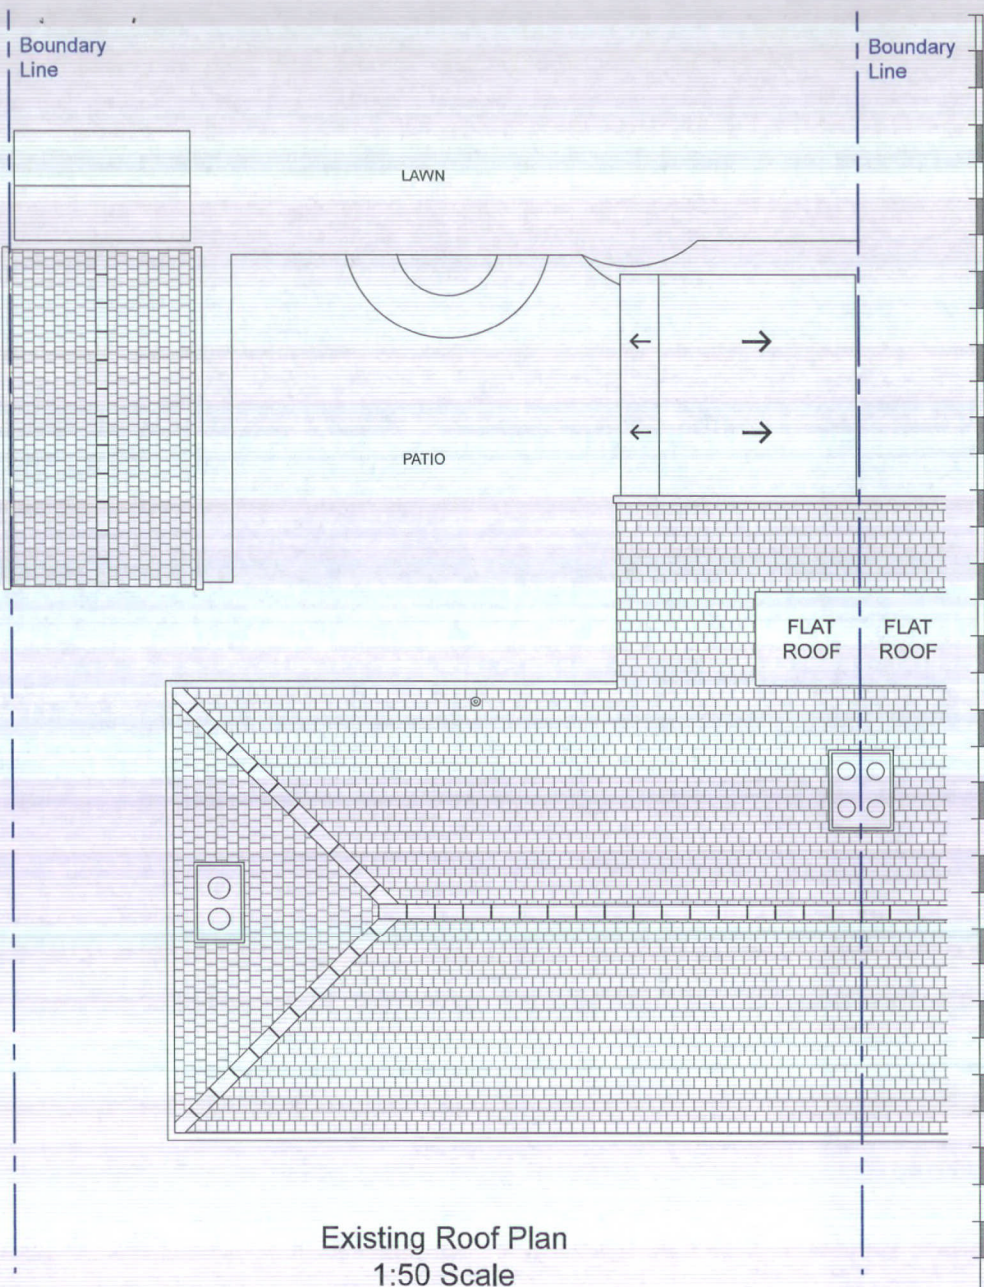 Boundary
Line
Boundary
Line
LAWN
PATIO
FLAT
ROOF
FLAT
ROOF
Existing Roof Plan
1:50 Scale